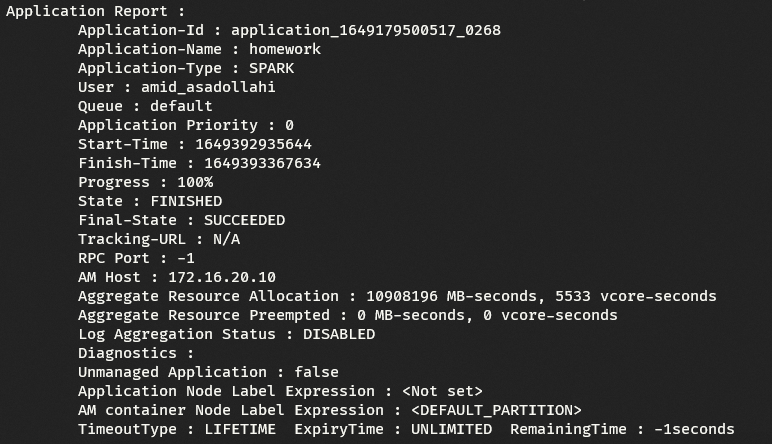 Application Report :
Application-Id : application_1649179500517_0268
Application-Name : homework
Application-Type : SPARK
User : amid_asadollahi
Queue : default
Application Priority : 0
Start-Time : 1649392935644
Finish-Time : 1649393367634
Progress : 100%
State : FINISHED
Final-State : SUCCEEDED
Tracking-URL : N/A
RPC Port : -1
AM Host : 172.16.20.10
Aggregate Resource Allocation : 10908196 MB-seconds, 5533 vcore-seconds
Aggregate Resource Preempted : 0 MB-seconds, 0 vcore-seconds
Log Aggregation Status : DISABLED
Diagnostics :
Unmanaged Application : false
Application Node Label Expression : <Not set>
AM container Node Label Expression : <DEFAULT_PARTITION>
TimeoutType : LIFETIME  ExpiryTime : UNLIMITED  RemainingTime : -1seconds